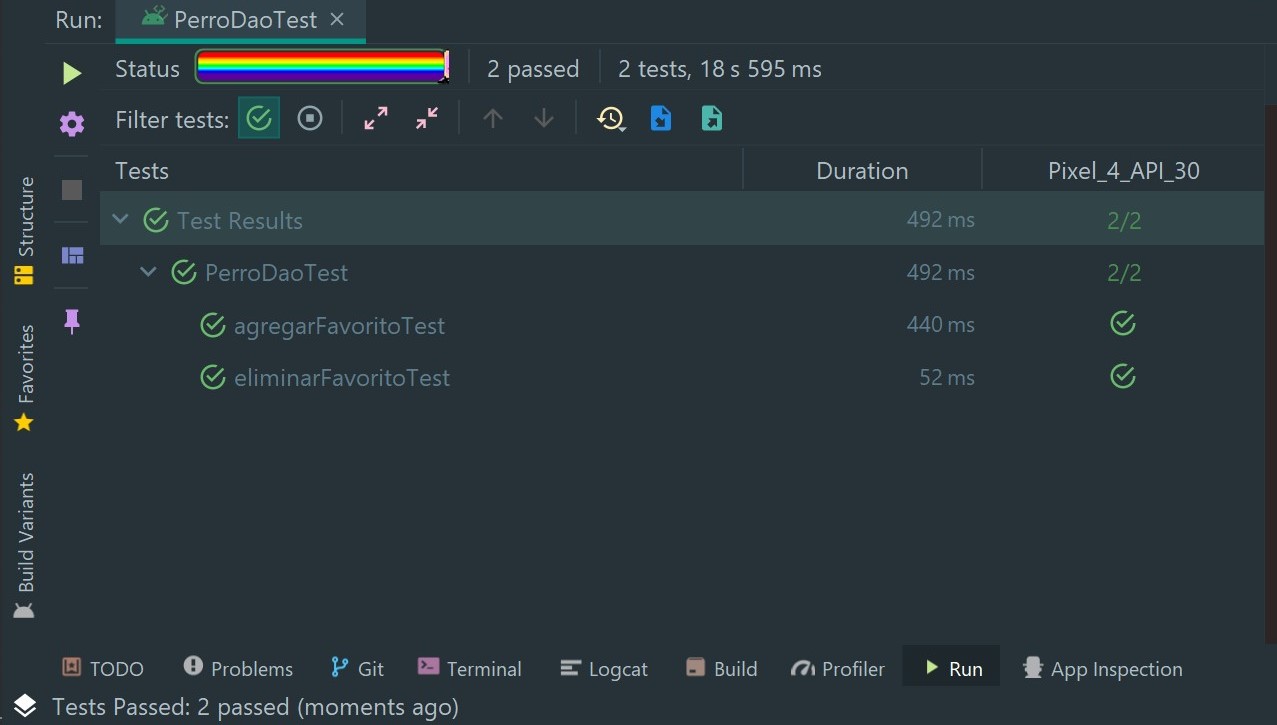 Run: PerroDaoTest
Status 2 passed 2 tests, 18 s 595 ms
Filter tests:
Tests Duration Pixel_4_API_30
Test Results 492 ms 2/2
PerroDaoTest 492 ms 2/2
agregarFavoritoTest 440 ms
eliminarFavoritoTest 52 ms
Structure
Favorites
Build Variants
TODO Problems Git Terminal Logcat Build Profiler Run App Inspection
Tests Passed: 2 passed (moments ago)